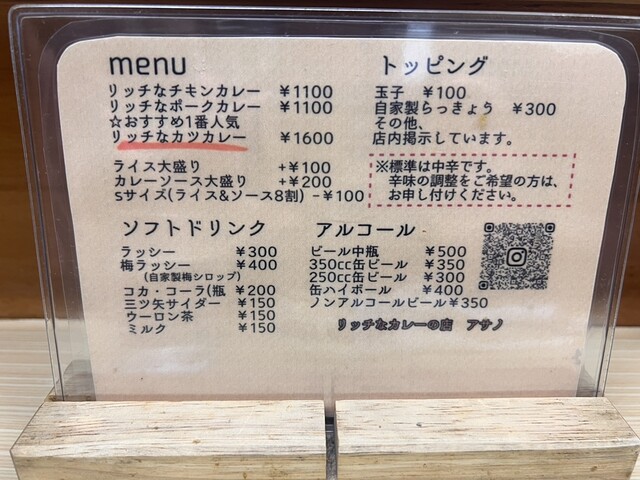 menu
リッチなチキンカレー ¥1100
リッチなポークカレー ¥1100
☆おすすめ1番人気
リッチなカツカレー ¥1600
ライス大盛り +¥100
カレーソース大盛り +¥200
sサイズ(ライス&ソース8割) -¥100
トッピング
玉子 ¥100
自家製らっきょう ¥300
その他、
店内掲示しています。
※標準は中辛です。
辛味の調整をご希望の方は、
お申し付けください。
ソフトドリンク
ラッシー ¥300
梅ラッシー ¥400
(自家製梅シロップ)
コカ・コーラ(瓶 ¥200
三ツ矢サイダー ¥150
ウーロン茶 ¥150
ミルク ¥150
アルコール
ビール中瓶 ¥500
350cc缶ビール ¥350
250cc缶ビール ¥300
缶ハイボール ¥400
ノンアルコールビール¥350
リッチなカレーの店 アサノ